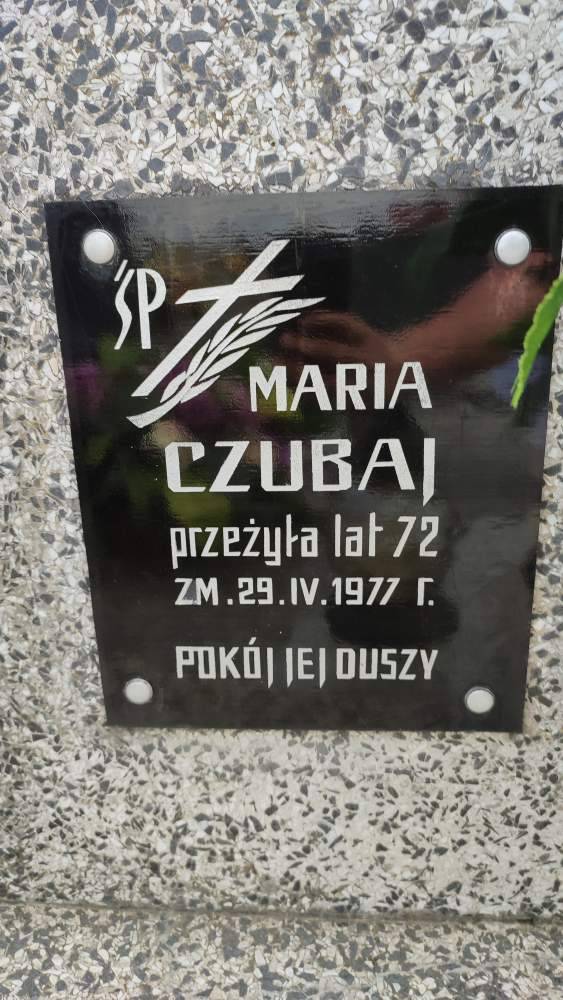 ŚP
MARIA
CZUBAJ
przeżyła lat 72
ZM. 29. IV. 1977 r.
POKÓJ JEJ DUSZY